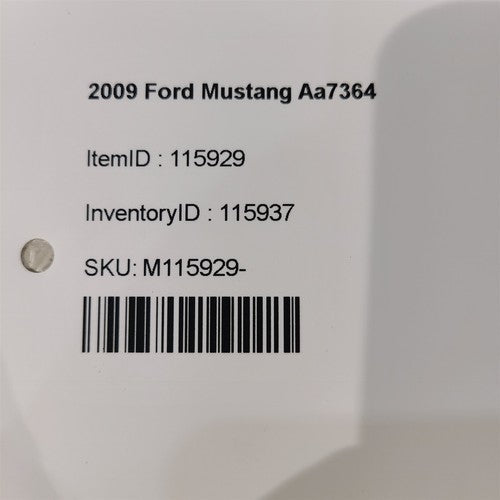 2009 Ford Mustang Aa7364
ItemID : 115929
InventoryID : 115937
SKU: M115929-